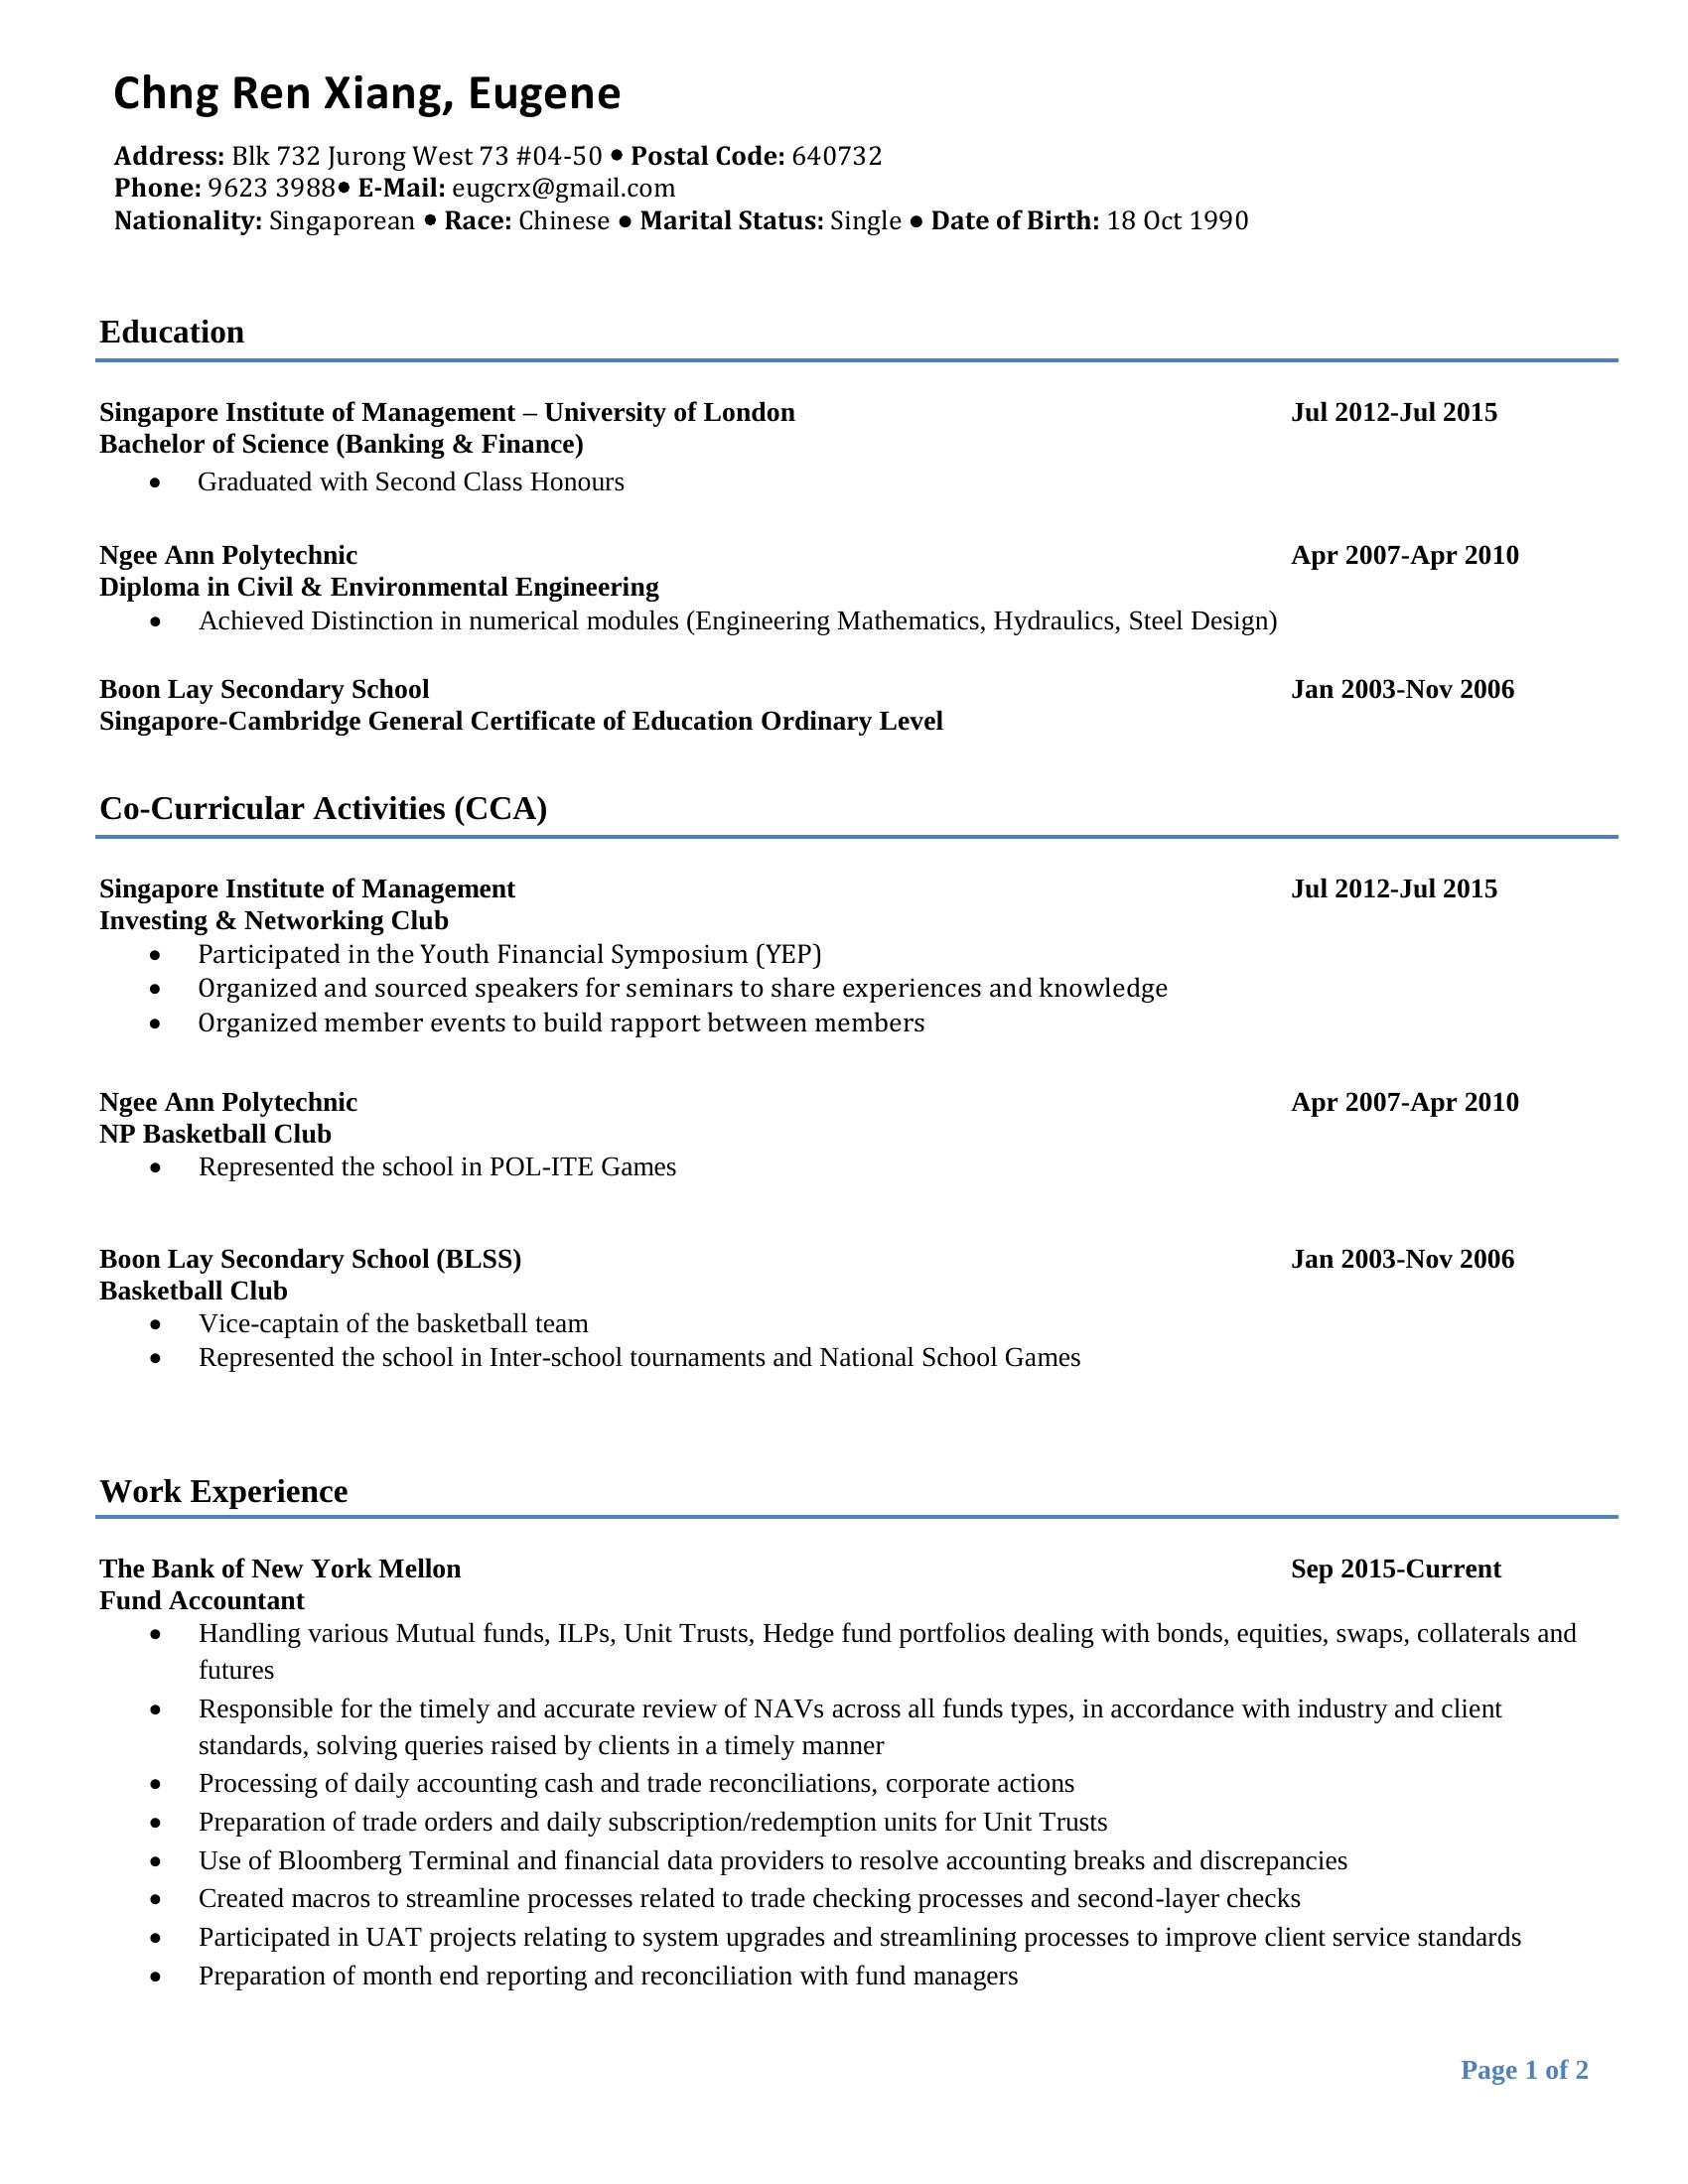 Chng Ren Xiang, Eugene
Address: Blk 732 Jurong West 73 #04-50 ● Postal Code: 640732
Phone: 9623 3988● E-Mail: eugcrx@gmail.com
Nationality: Singaporean ● Race: Chinese ● Marital Status: Single ● Date of Birth: 18 Oct 1990
Education
Singapore Institute of Management – University of London Jul 2012-Jul 2015
Bachelor of Science (Banking & Finance)
• Graduated with Second Class Honours
Ngee Ann Polytechnic Apr 2007-Apr 2010
Diploma in Civil & Environmental Engineering
• Achieved Distinction in numerical modules (Engineering Mathematics, Hydraulics, Steel Design)
Boon Lay Secondary School Jan 2003-Nov 2006
Singapore-Cambridge General Certificate of Education Ordinary Level
Co-Curricular Activities (CCA)
Singapore Institute of Management Jul 2012-Jul 2015
Investing & Networking Club
• Participated in the Youth Financial Symposium (YEP)
• Organized and sourced speakers for seminars to share experiences and knowledge
• Organized member events to build rapport between members
Ngee Ann Polytechnic Apr 2007-Apr 2010
NP Basketball Club
• Represented the school in POL-ITE Games
Boon Lay Secondary School (BLSS) Jan 2003-Nov 2006
Basketball Club
• Vice-captain of the basketball team
• Represented the school in Inter-school tournaments and National School Games
Work Experience
The Bank of New York Mellon Sep 2015-Current
Fund Accountant
• Handling various Mutual funds, ILPs, Unit Trusts, Hedge fund portfolios dealing with bonds, equities, swaps, collaterals and
futures
• Responsible for the timely and accurate review of NAVs across all funds types, in accordance with industry and client
standards, solving queries raised by clients in a timely manner
• Processing of daily accounting cash and trade reconciliations, corporate actions
• Preparation of trade orders and daily subscription/redemption units for Unit Trusts
• Use of Bloomberg Terminal and financial data providers to resolve accounting breaks and discrepancies
• Created macros to streamline processes related to trade checking processes and second-layer checks
• Participated in UAT projects relating to system upgrades and streamlining processes to improve client service standards
• Preparation of month end reporting and reconciliation with fund managers
Page 1 of 2